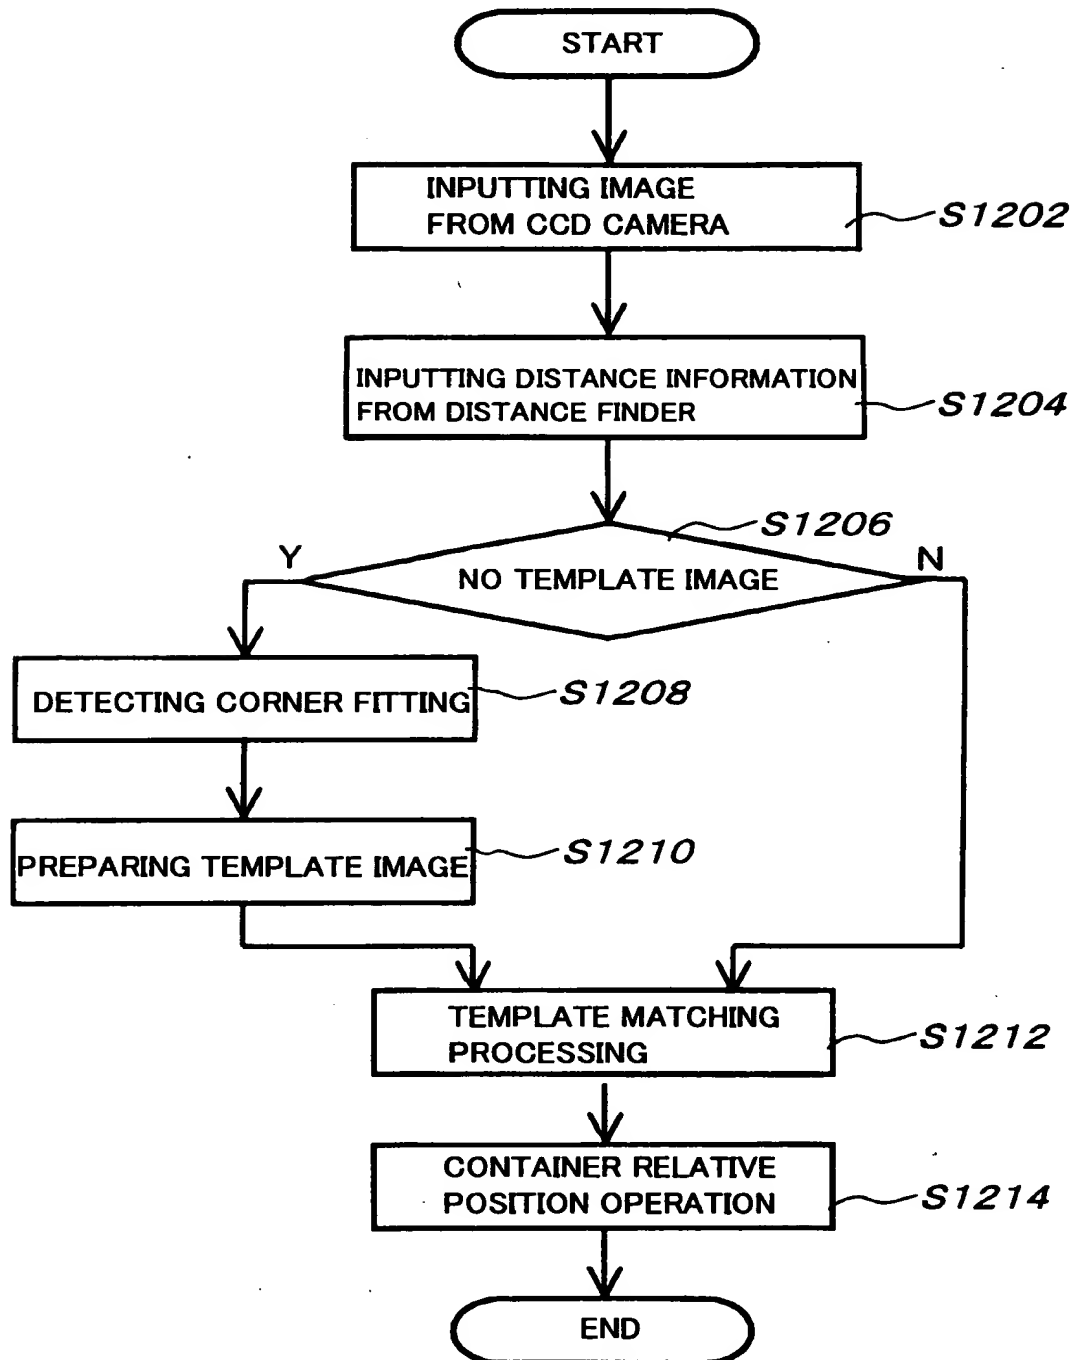 START
INPUTTING IMAGE
FROM CCD CAMERA
S1202
INPUTTING DISTANCE INFORMATION
FROM DISTANCE FINDER
S1204
S1206
Y
NO TEMPLATE IMAGE
N
DETECTING CORNER FITTING
S1208
PREPARING TEMPLATE IMAGE
S1210
TEMPLATE MATCHING
PROCESSING
S1212
CONTAINER RELATIVE
POSITION OPERATION
S1214
END